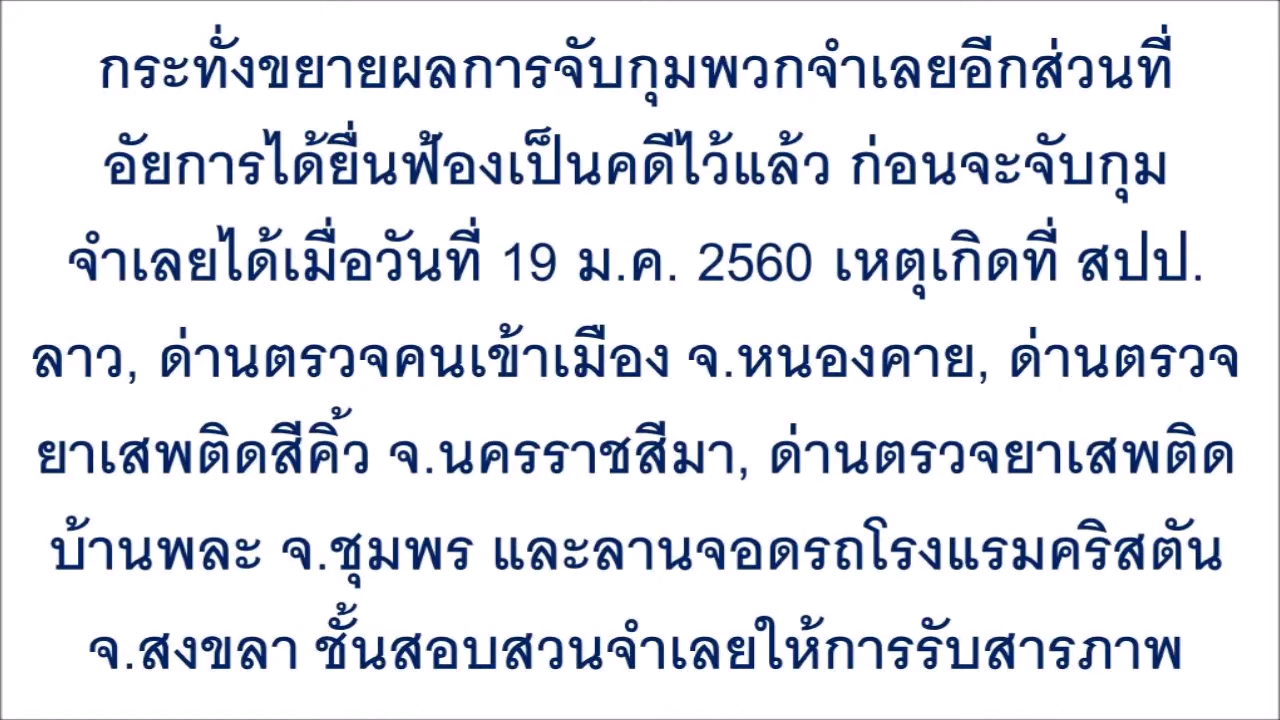 กระทั่งขยายผลการจับกุมพวกจำเลยอีกส่วนที่
อัยการได้ยื่นฟ้องเป็นคดีไว้แล้ว ก่อนจะจับกุม
จำเลยได้เมื่อวันที่ 19 ม.ค. 2560 เหตุเกิดที่ สปป.
ลาว, ด่านตรวจคนเข้าเมือง จ.หนองคาย, ด่านตรวจ
ยาเสพติดสีคิ้ว จ.นครราชสีมา, ด่านตรวจยาเสพติด
บ้านพละ จ.ชุมพร และลานจอดรถโรงแรมคริสตัน
จ.สงขลา ชั้นสอบสวนจำเลยให้การรับสารภาพ